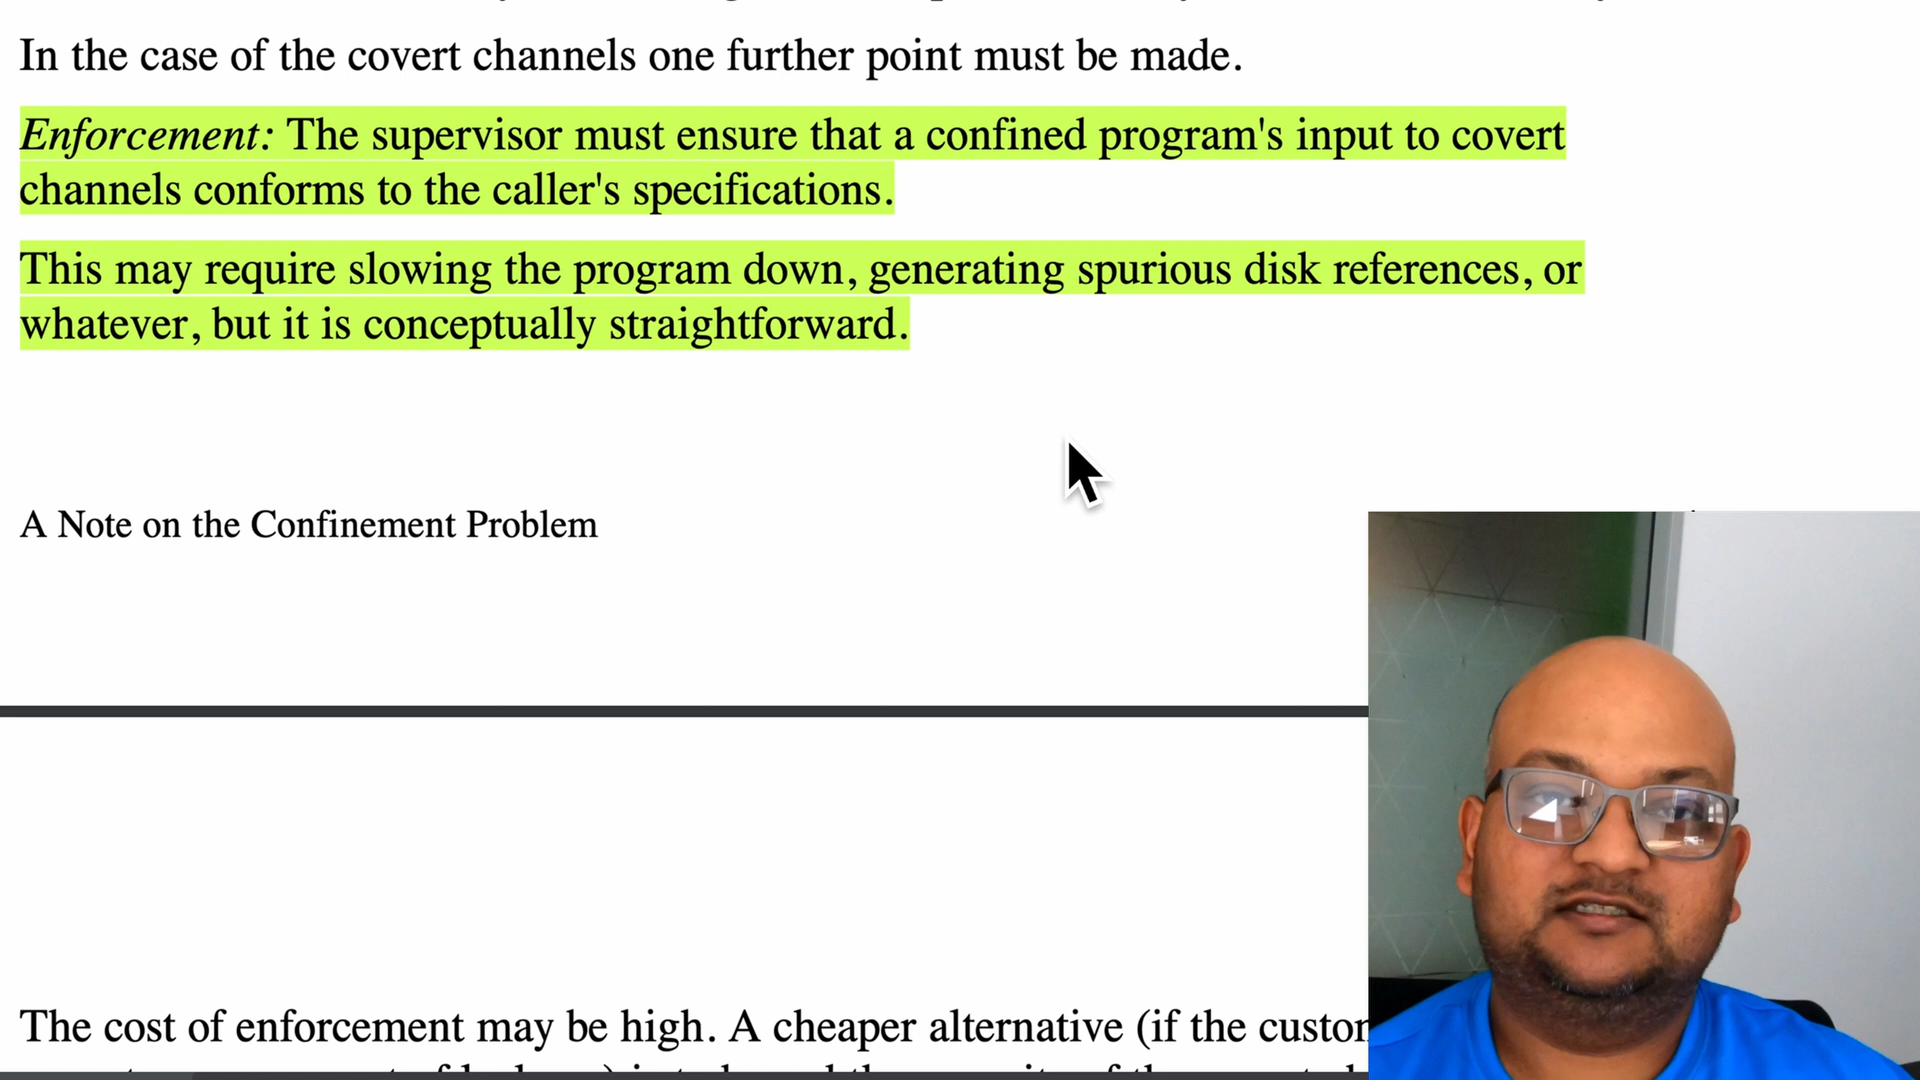 In the case of the covert channels one further point must be made.
Enforcement: The supervisor must ensure that a confined program's input to covert
channels conforms to the caller's specifications.
This may require slowing the program down, generating spurious disk references, or
whatever, but it is conceptually straightforward.
A Note on the Confinement Problem
The cost of enforcement may be high. A cheaper alternative (if the